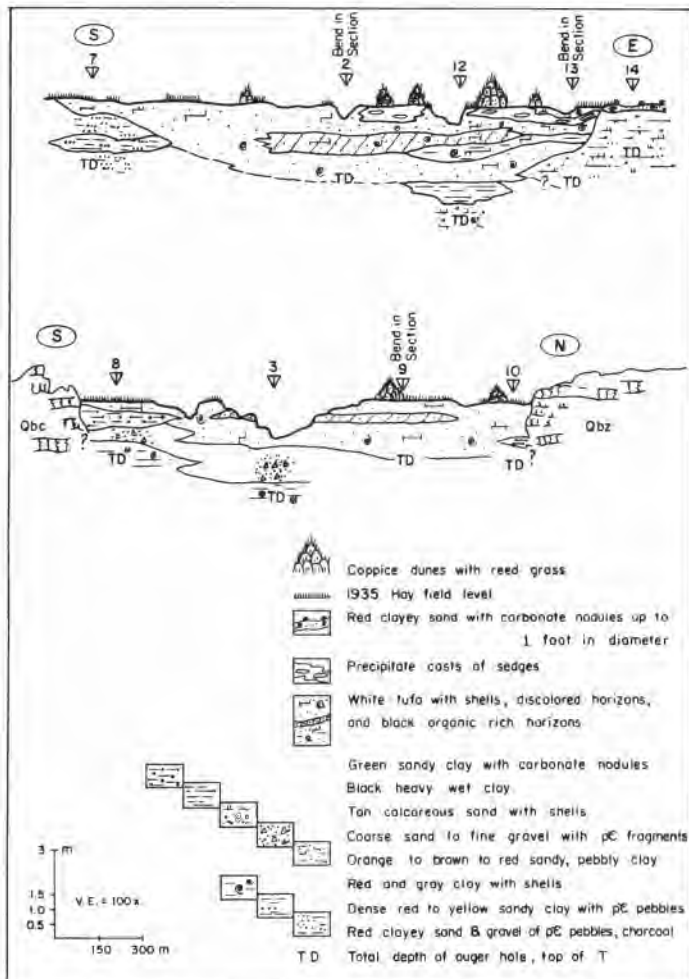 S
7
Bend in
Section
2
12
Bend in
Section
13
E
14
TD
TD
TD
? TD
TD
S
8
3
Bend in
Section
9
10
N
Qbc
?
TD
TD
TD
TD
?
Qbz
Coppice dunes with reed grass
1935 Hay field level
Red clayey sand with carbonate nodules up to
1 foot in diameter
Precipitate casts of sedges
White tufa with shells, discolored horizons,
and black organic rich horizons
Green sandy clay with carbonate nodules
Black heavy wet clay
Tan calcareous sand with shells
Coarse sand to fine gravel with p€ fragments
Orange to brown to red sandy, pebbly clay
Red and gray clay with shells
Dense red to yellow sandy clay with p€ pebbles
Red clayey sand & gravel of p€ pebbles, charcoal
TD Total depth of auger hole, top of T
3 m
1.5
1.0
0.5
V.E. = 100 x.
150 300 m